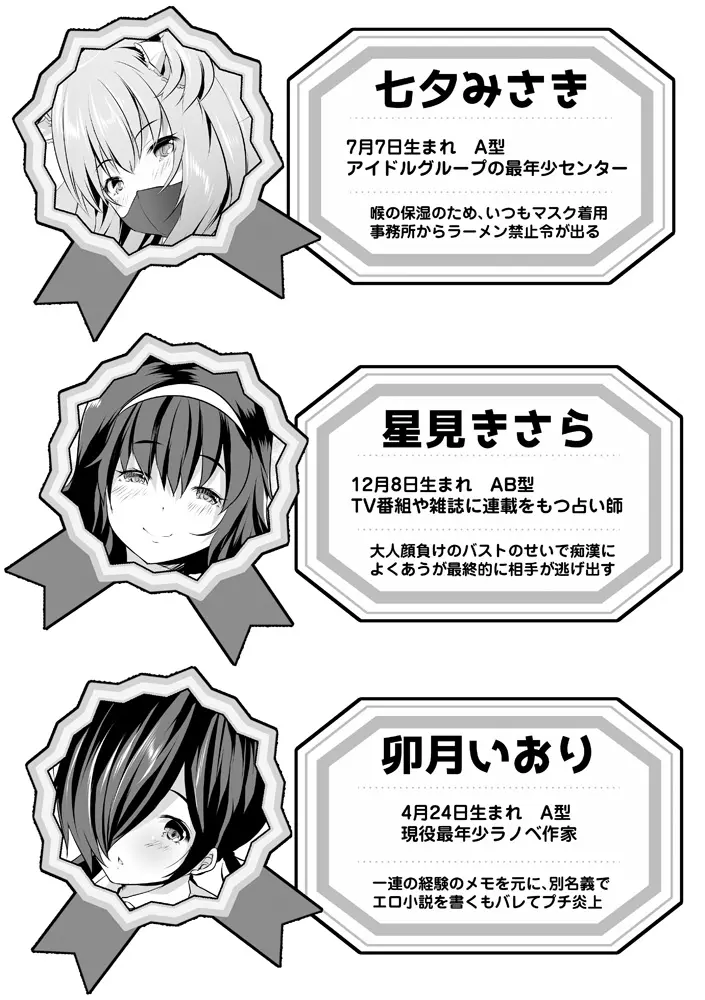 七夕みさき
7月7日生まれ　A型
アイドルグループの最年少センター
喉の保湿のため、いつもマスク着用
事務所からラーメン禁止令が出る
星見きさら
12月8日生まれ　AB型
TV番組や雑誌に連載をもつ占い師
大人顔負けのバストのせいで痴漢に
よくあうが最終的に相手が逃げ出す
卯月いおり
4月24日生まれ　A型
現役最年少ラノベ作家
一連の経験のメモを元に、別名義で
エロ小説を書くもバレてプチ炎上